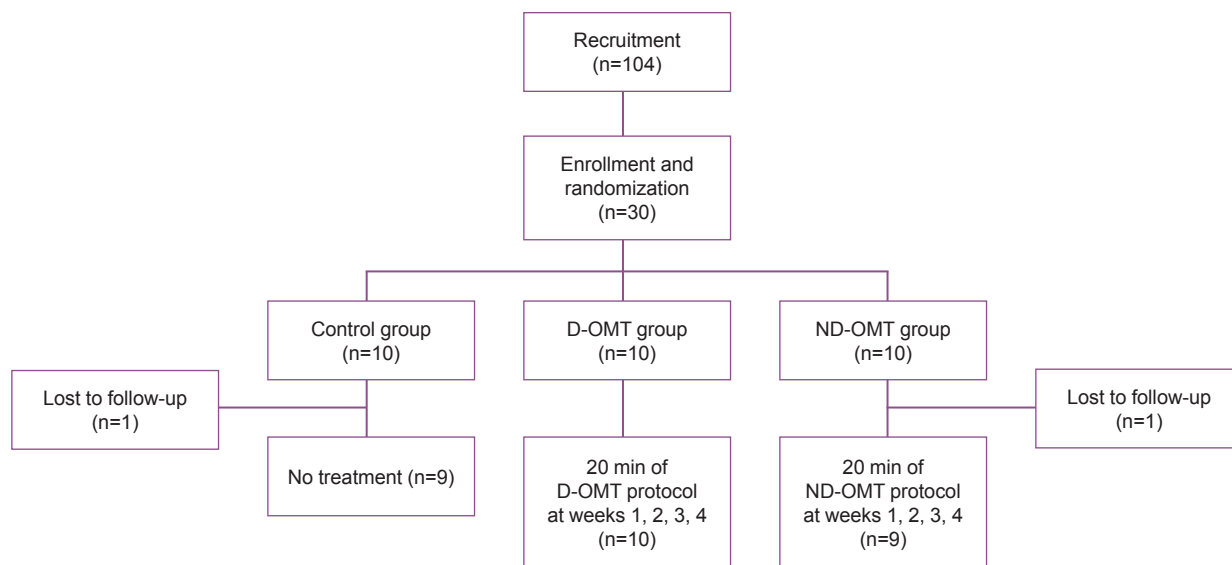 Recruitment
(n=104)
Enrollment and
randomization
(n=30)
Control group
(n=10)
D-OMT group
(n=10)
ND-OMT group
(n=10)
Lost to follow-up
(n=1)
Lost to follow-up
(n=1)
No treatment (n=9)
20 min of
D-OMT protocol
at weeks 1, 2, 3, 4
(n=10)
20 min of
ND-OMT protocol
at weeks 1, 2, 3, 4
(n=9)